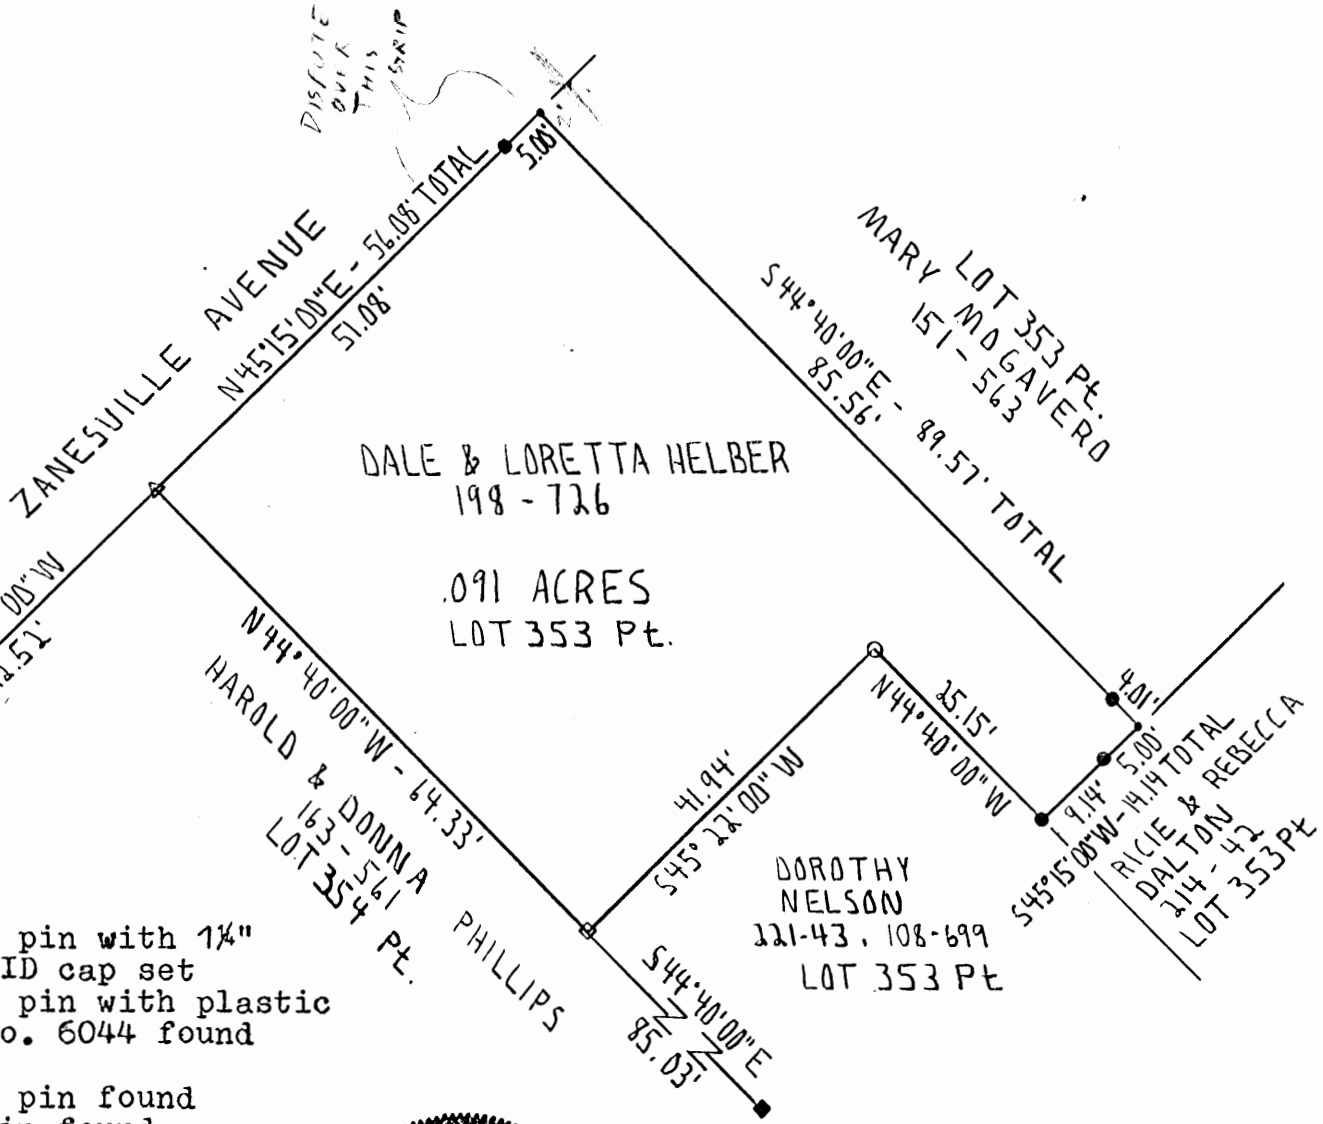 DISPUTE
OVER
THIS
STRIP
5.00'
ZANESVILLE AVENUE
N45°15'00"E - 56.08' TOTAL
51.08'
LOT 353 Pt.
MARY MOGAVERO
151-563
S44°40'00"E - 89.57' TOTAL
85.56'
DALE & LORETTA HELBER
198-726
.091 ACRES
LOT 353 Pt.
00"W
2.52'
N44°40'00"W - 64.33'
HAROLD & DONNA PHILLIPS
163-561
LOT 354 Pt.
41.94'
S45°22'00"W
25.15'
N44°40'00"W
4.01'
5.00'
9.14'
S45°15'00"W-14.14 TOTAL
RICIE & REBECCA
DALTON
214-42
LOT 353 Pt
DOROTHY
NELSON
221-43, 108-699
LOT 353 Pt
S44°40'00"E
85.03'
pin with 1¼"
ID cap set
pin with plastic
o. 6044 found
pin found